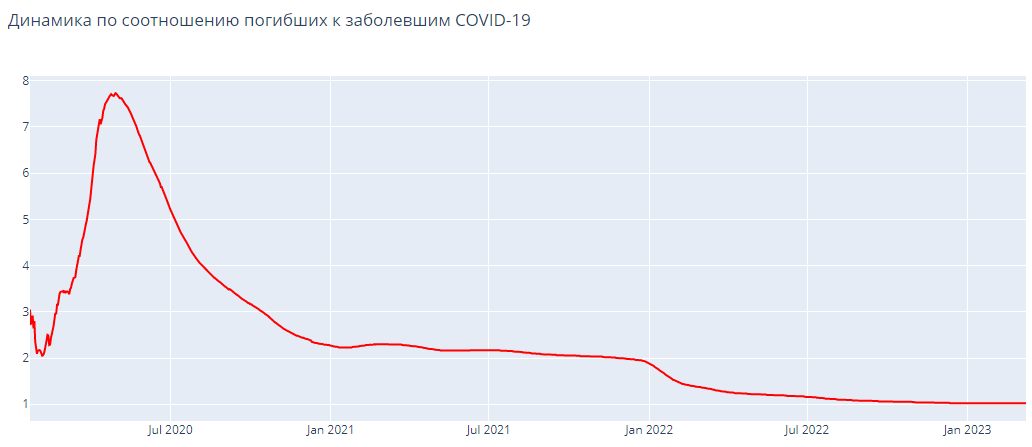 Динамика по соотношению погибших к заболевшим COVID-19
8
7
6
5
4
3
2
1
Jul 2020
Jan 2021
Jul 2021
Jan 2022
Jul 2022
Jan 2023